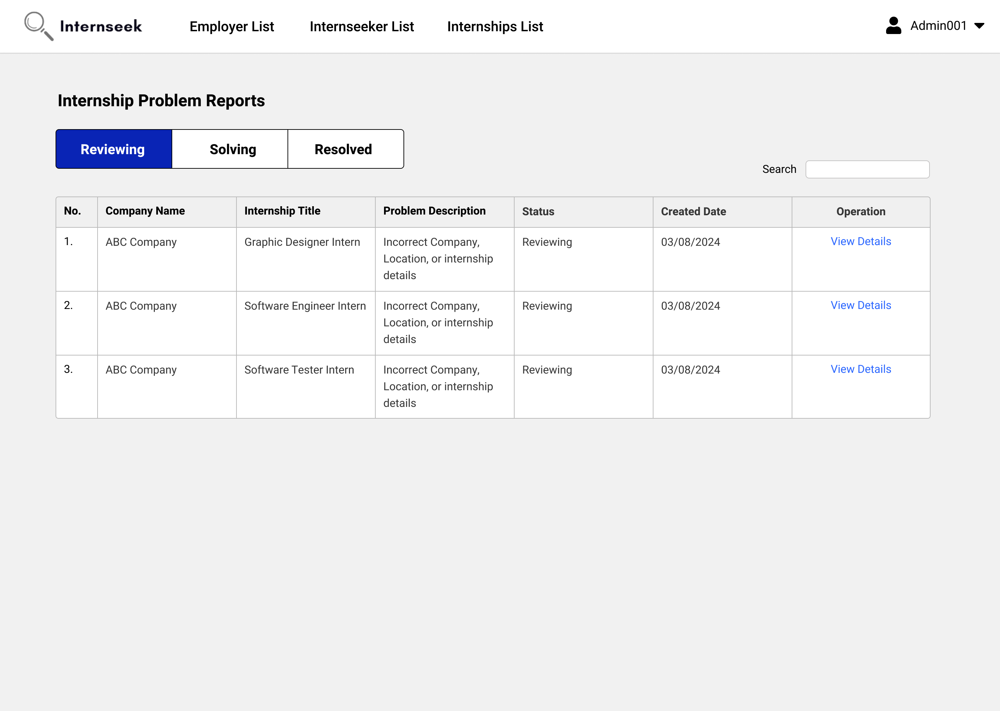 Internseek
Employer List
Internseeker List
Internships List
Admin001
Internship Problem Reports
Reviewing
Solving
Resolved
Search
No.
Company Name
Internship Title
Problem Description
Status
Created Date
Operation
1.
ABC Company
Graphic Designer Intern
Incorrect Company,
Location, or internship
details
Reviewing
03/08/2024
View Details
2.
ABC Company
Software Engineer Intern
Incorrect Company,
Location, or internship
details
Reviewing
03/08/2024
View Details
3.
ABC Company
Software Tester Intern
Incorrect Company,
Location, or internship
details
Reviewing
03/08/2024
View Details